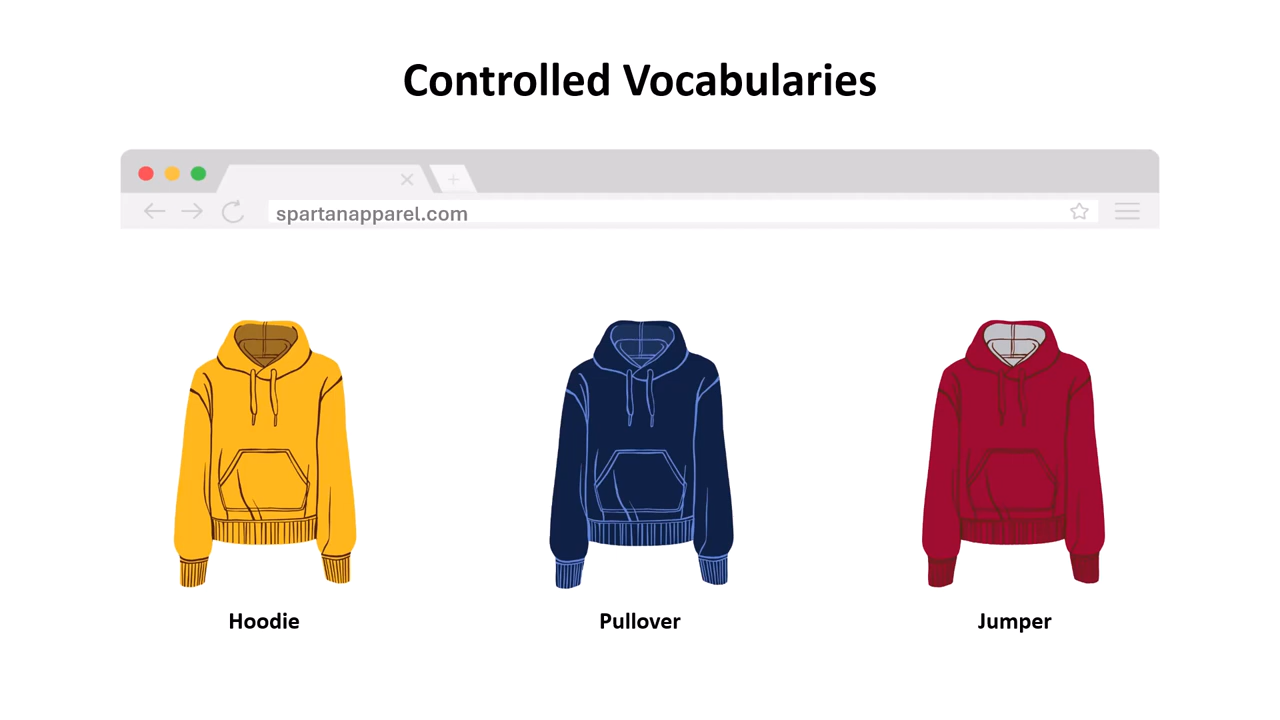 Controlled Vocabularies
spartanapparel.com
Hoodie
Pullover
Jumper